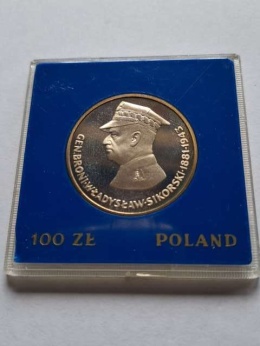 GEN.BRONI·WŁADYSŁAW·SIKORSKI·1881-1943
100 ZŁ POLAND